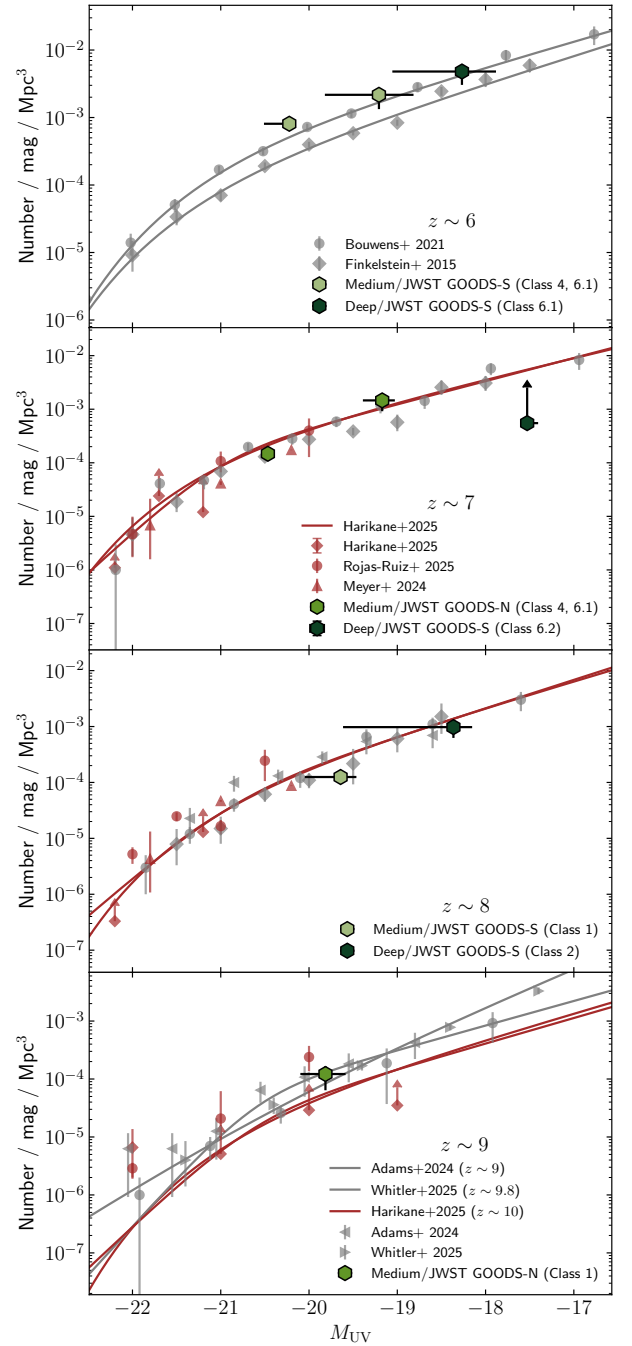 10^{-2}
10^{-3}
10^{-4}
10^{-5}
10^{-6}
Number / mag / Mpc^3
z ∼ 6
Bouwens+ 2021
Finkelstein+ 2015
Medium/JWST GOODS-S (Class 4, 6.1)
Deep/JWST GOODS-S (Class 6.1)
10^{-2}
10^{-3}
10^{-4}
10^{-5}
10^{-6}
10^{-7}
Number / mag / Mpc^3
z ∼ 7
Harikane+2025
Harikane+2025
Rojas-Ruiz+ 2025
Meyer+ 2024
Medium/JWST GOODS-N (Class 4, 6.1)
Deep/JWST GOODS-S (Class 6.2)
10^{-2}
10^{-3}
10^{-4}
10^{-5}
10^{-6}
10^{-7}
Number / mag / Mpc^3
z ∼ 8
Medium/JWST GOODS-S (Class 1)
Deep/JWST GOODS-S (Class 2)
10^{-3}
10^{-4}
10^{-5}
10^{-6}
10^{-7}
Number / mag / Mpc^3
z ∼ 9
Adams+2024 (z ∼ 9)
Whitler+2025 (z ∼ 9.8)
Harikane+2025 (z ∼ 10)
Adams+ 2024
Whitler+ 2025
Medium/JWST GOODS-N (Class 1)
−22 −21 −20 −19 −18 −17
M_{UV}